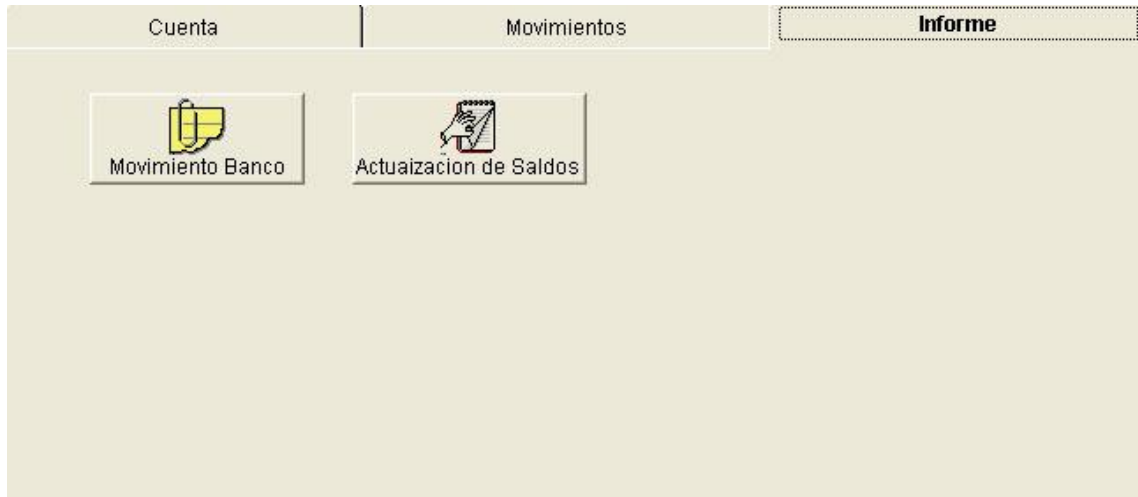 Cuenta
Movimientos
Informe
Movimiento Banco
Actuaizacion de Saldos